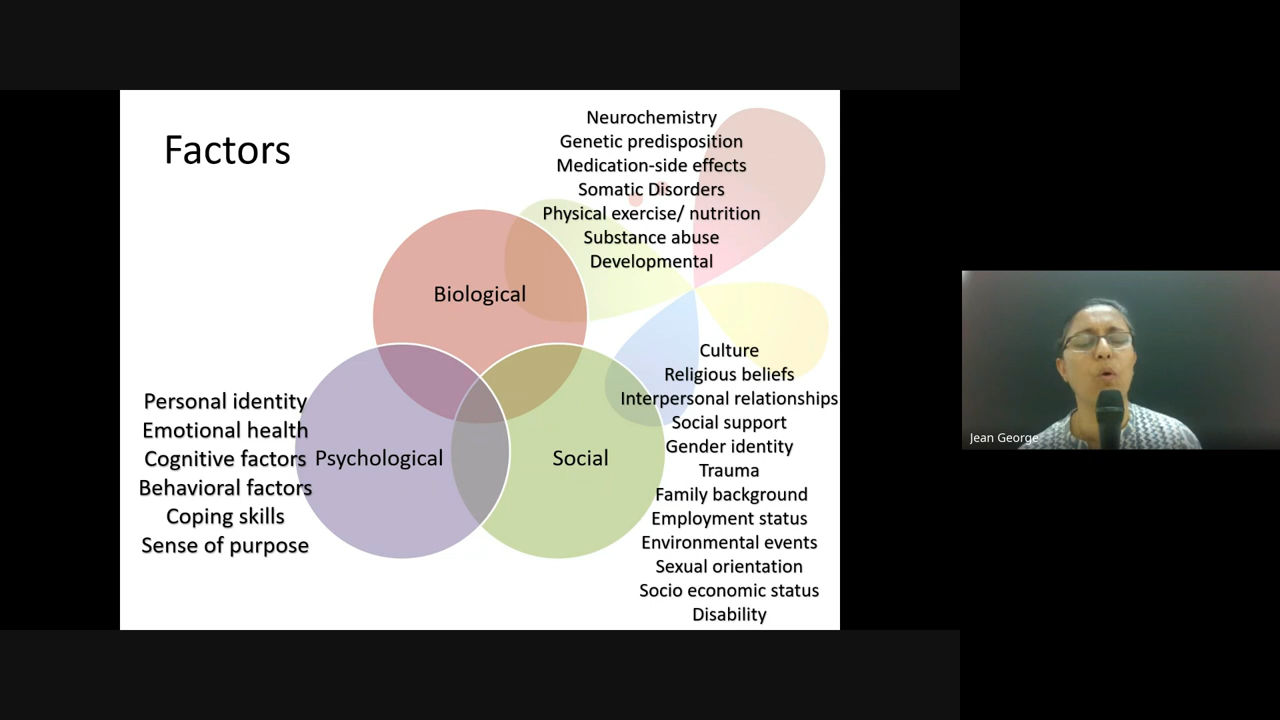 Factors
Neurochemistry
Genetic predisposition
Medication-side effects
Somatic Disorders
Physical exercise/ nutrition
Substance abuse
Developmental
Biological
Culture
Religious beliefs
Interpersonal relationships
Social support
Gender identity
Trauma
Family background
Employment status
Environmental events
Sexual orientation
Socio economic status
Disability
Personal identity
Emotional health
Cognitive factors
Behavioral factors
Coping skills
Sense of purpose
Psychological
Social
Jean George